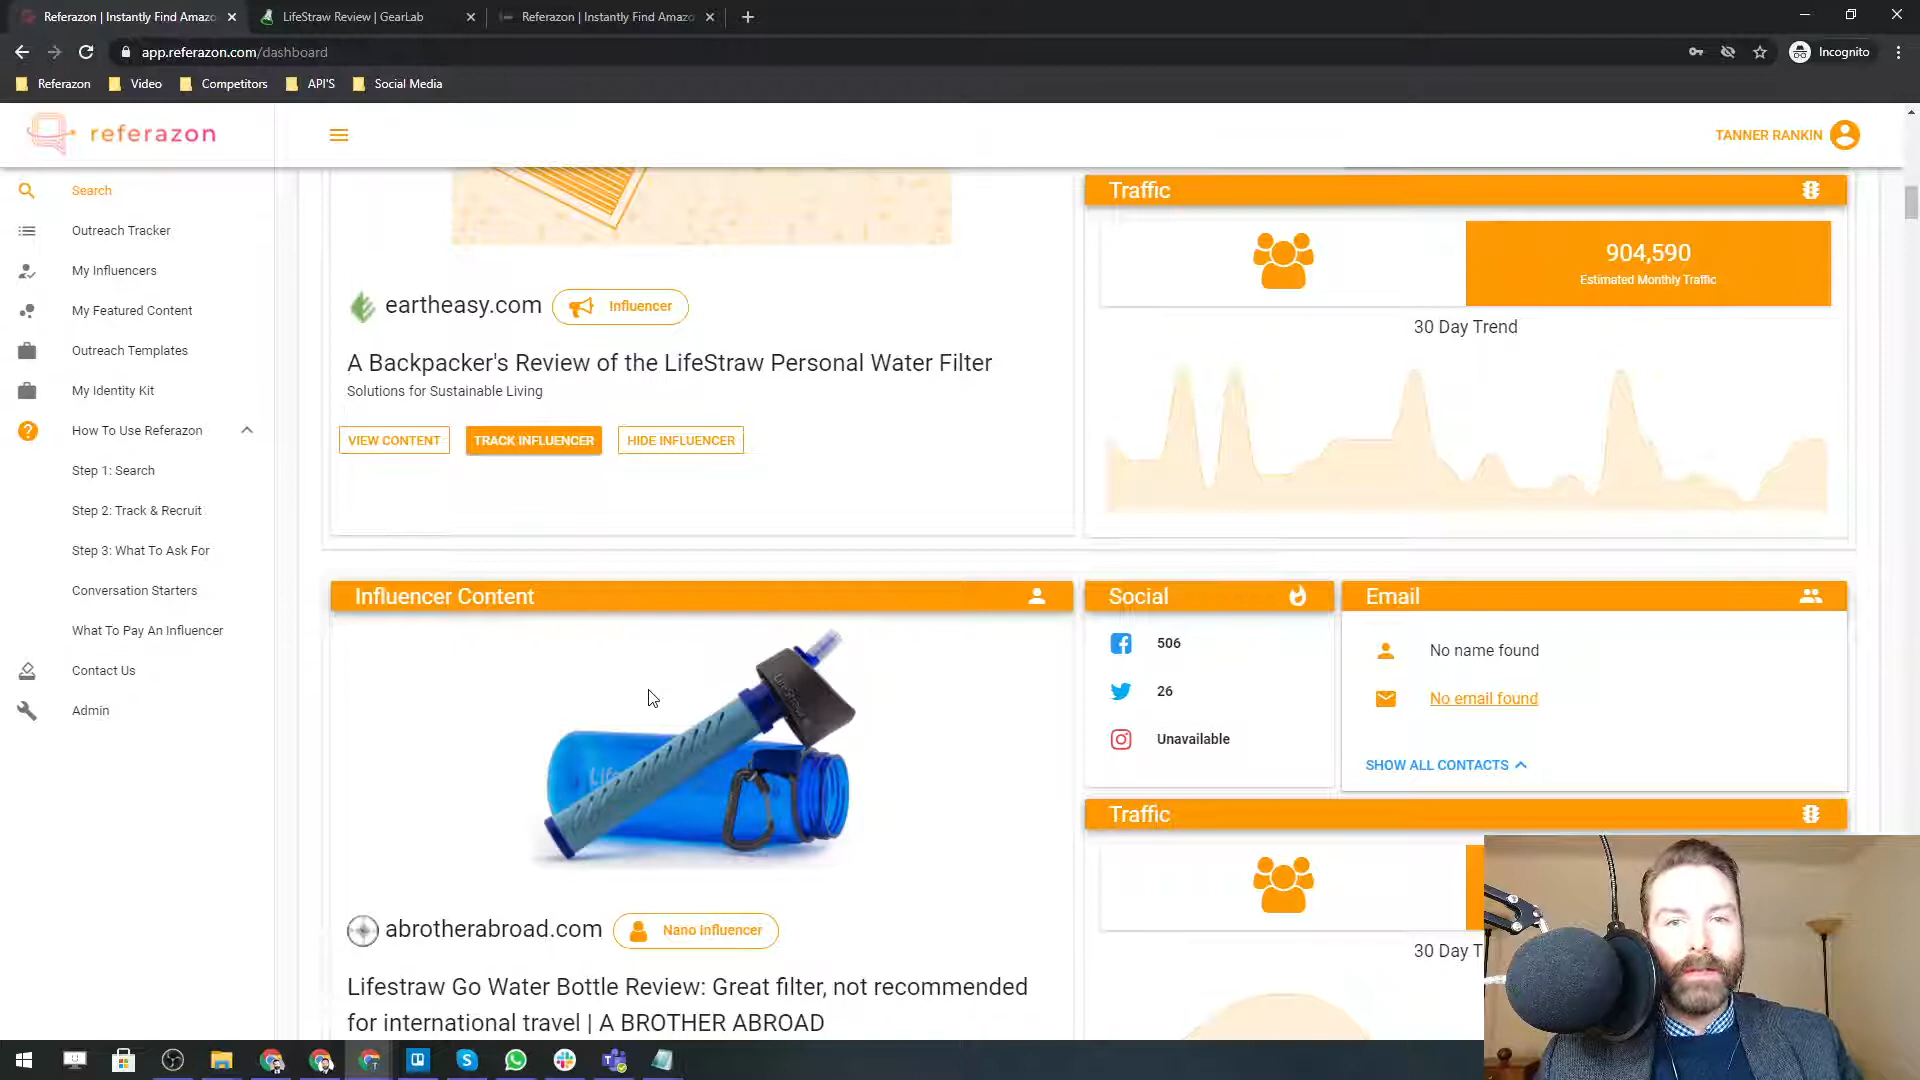 Referazon | Instantly Find Amazo
LifeStraw Review | GearLab
Referazon | Instantly Find Amazo
app.referazon.com/dashboard
Incognito
Referazon
Video
Competitors
API'S
Social Media
referazon
TANNER RANKIN
Search
Outreach Tracker
My Influencers
My Featured Content
Outreach Templates
My Identity Kit
How To Use Referazon
Step 1: Search
Step 2: Track & Recruit
Step 3: What To Ask For
Conversation Starters
What To Pay An Influencer
Contact Us
Admin
eartheasy.com
Influencer
A Backpacker's Review of the LifeStraw Personal Water Filter
Solutions for Sustainable Living
VIEW CONTENT
TRACK INFLUENCER
HIDE INFLUENCER
Traffic
904,590
Estimated Monthly Traffic
30 Day Trend
Influencer Content
abrotherabroad.com
Nano Influencer
Lifestraw Go Water Bottle Review: Great filter, not recommended
for international travel | A BROTHER ABROAD
Social
506
26
Unavailable
Email
No name found
No email found
SHOW ALL CONTACTS
Traffic
30 Day T